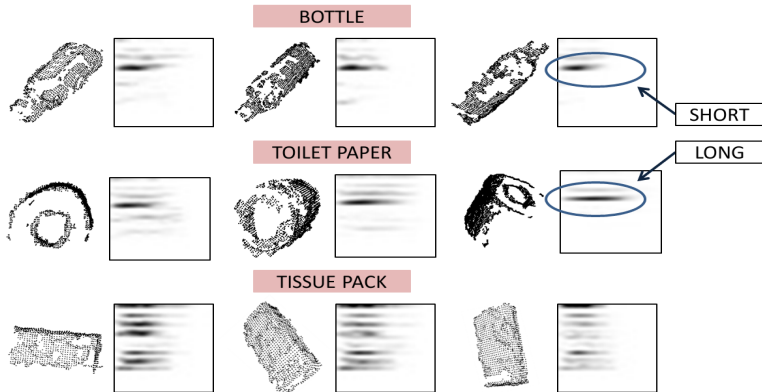 BOTTLE
SHORT
TOILET PAPER
LONG
TISSUE PACK